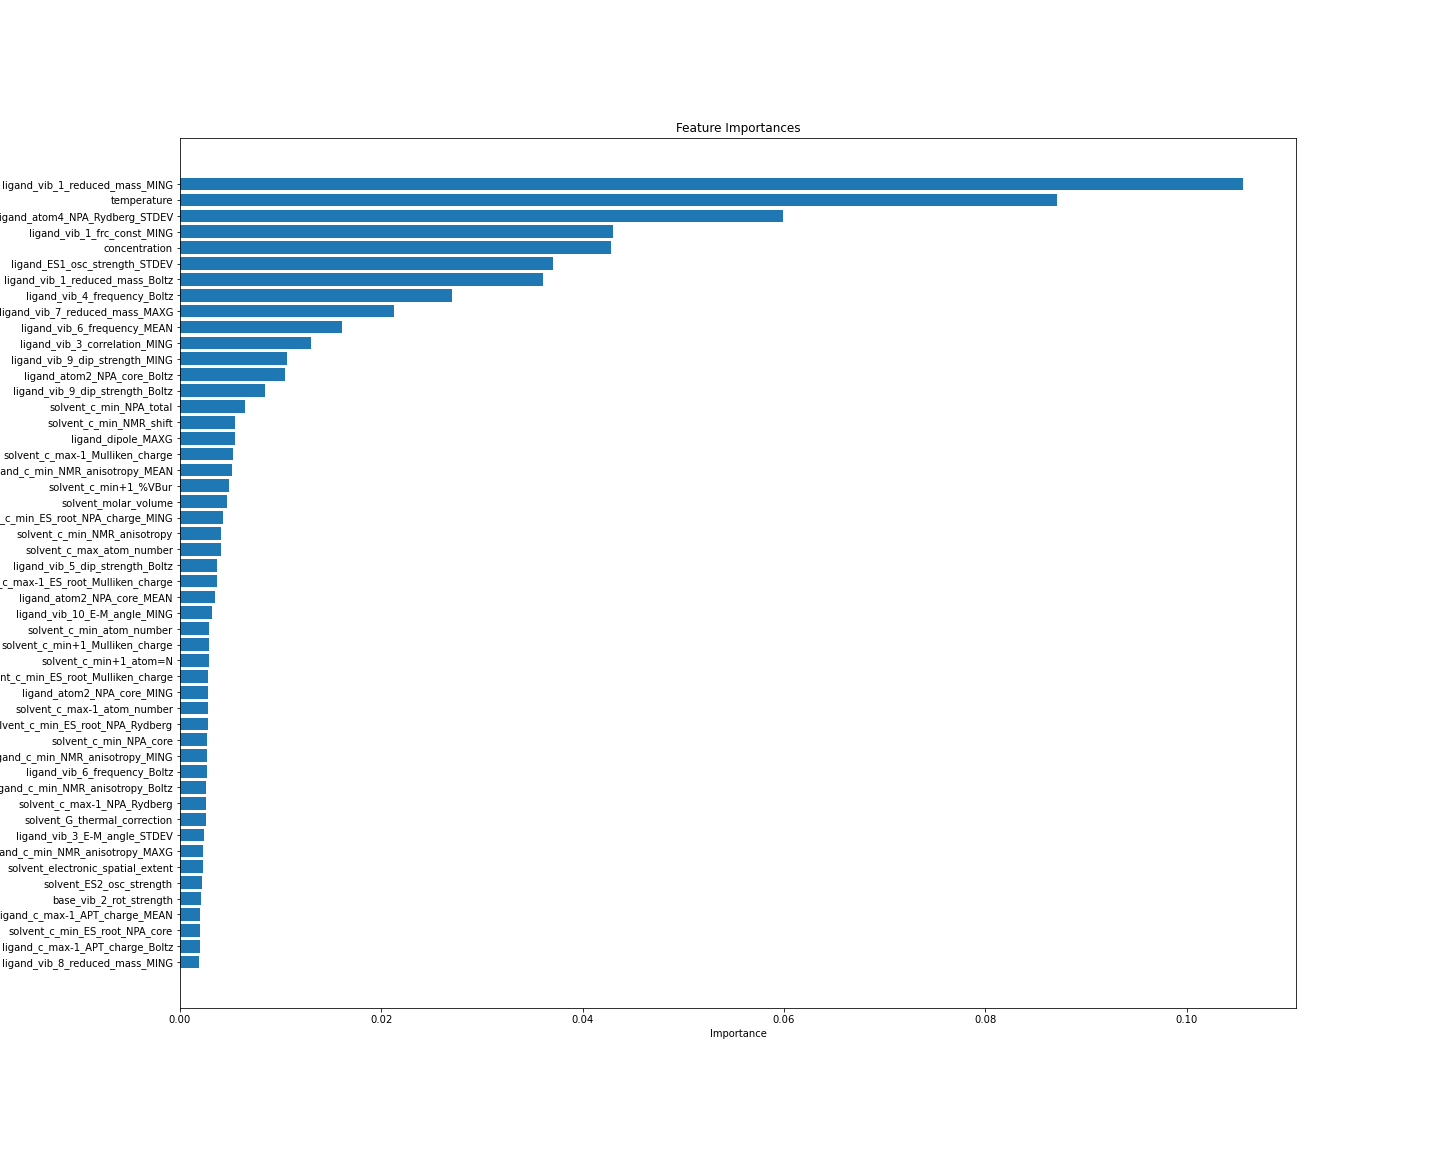 Feature Importances
ligand_vib_1_reduced_mass_MING
temperature
igand_atom4_NPA_Rydberg_STDEV
ligand_vib_1_frc_const_MING
concentration
ligand_ES1_osc_strength_STDEV
ligand_vib_1_reduced_mass_Boltz
ligand_vib_4_frequency_Boltz
ligand_vib_7_reduced_mass_MAXG
ligand_vib_6_frequency_MEAN
ligand_vib_3_correlation_MING
ligand_vib_9_dip_strength_MING
ligand_atom2_NPA_core_Boltz
ligand_vib_9_dip_strength_Boltz
solvent_c_min_NPA_total
solvent_c_min_NMR_shift
ligand_dipole_MAXG
solvent_c_max-1_Mulliken_charge
and_c_min_NMR_anisotropy_MEAN
solvent_c_min+1_%VBur
solvent_molar_volume
_c_min_ES_root_NPA_charge_MING
solvent_c_min_NMR_anisotropy
solvent_c_max_atom_number
ligand_vib_5_dip_strength_Boltz
_c_max-1_ES_root_Mulliken_charge
ligand_atom2_NPA_core_MEAN
ligand_vib_10_E-M_angle_MING
solvent_c_min_atom_number
solvent_c_min+1_Mulliken_charge
solvent_c_min+1_atom=N
nt_c_min_ES_root_Mulliken_charge
ligand_atom2_NPA_core_MING
solvent_c_max-1_atom_number
lvent_c_min_ES_root_NPA_Rydberg
solvent_c_min_NPA_core
gand_c_min_NMR_anisotropy_MING
ligand_vib_6_frequency_Boltz
gand_c_min_NMR_anisotropy_Boltz
solvent_c_max-1_NPA_Rydberg
solvent_G_thermal_correction
ligand_vib_3_E-M_angle_STDEV
and_c_min_NMR_anisotropy_MAXG
solvent_electronic_spatial_extent
solvent_ES2_osc_strength
base_vib_2_rot_strength
igand_c_max-1_APT_charge_MEAN
solvent_c_min_ES_root_NPA_core
ligand_c_max-1_APT_charge_Boltz
ligand_vib_8_reduced_mass_MING
0.00 0.02 0.04 0.06 0.08 0.10
Importance